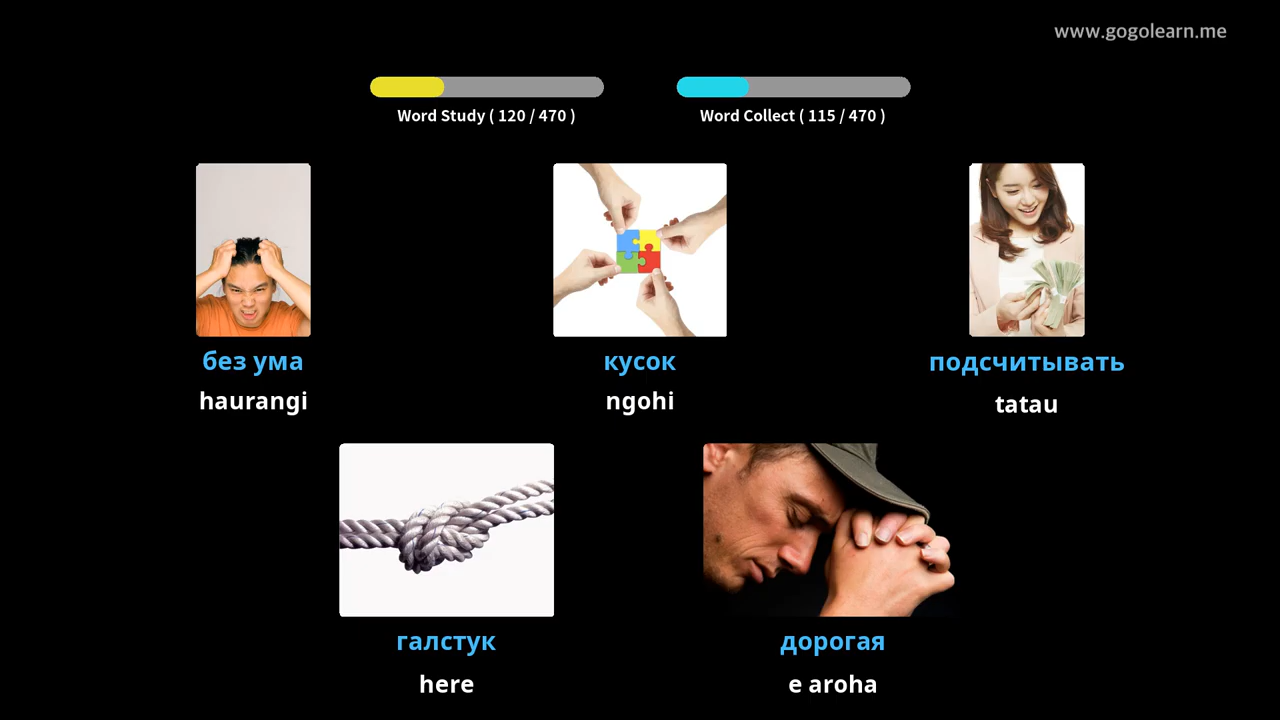 www.gogolearn.me
Word Study ( 120 / 470 )
Word Collect ( 115 / 470 )
без ума
haurangi
кусок
ngohi
подсчитывать
tatau
галстук
here
дорогая
e aroha